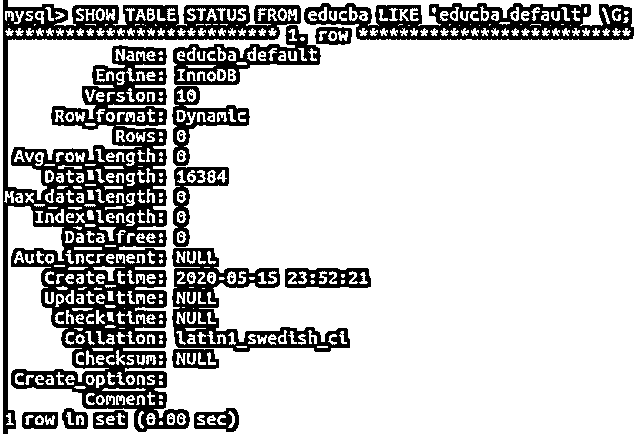 mysql> SHOW TABLE STATUS FROM educba LIKE 'educba_default' \G;
*************************** 1. row ***************************
Name: educba_default
Engine: InnoDB
Version: 10
Row_format: Dynamic
Rows: 0
Avg_row_length: 0
Data_length: 16384
Max_data_length: 0
Index_length: 0
Data_free: 0
Auto_increment: NULL
Create_time: 2020-05-15 23:52:21
Update_time: NULL
Check_time: NULL
Collation: latin1_swedish_ci
Checksum: NULL
Create_options:
Comment:
1 row in set (0.00 sec)